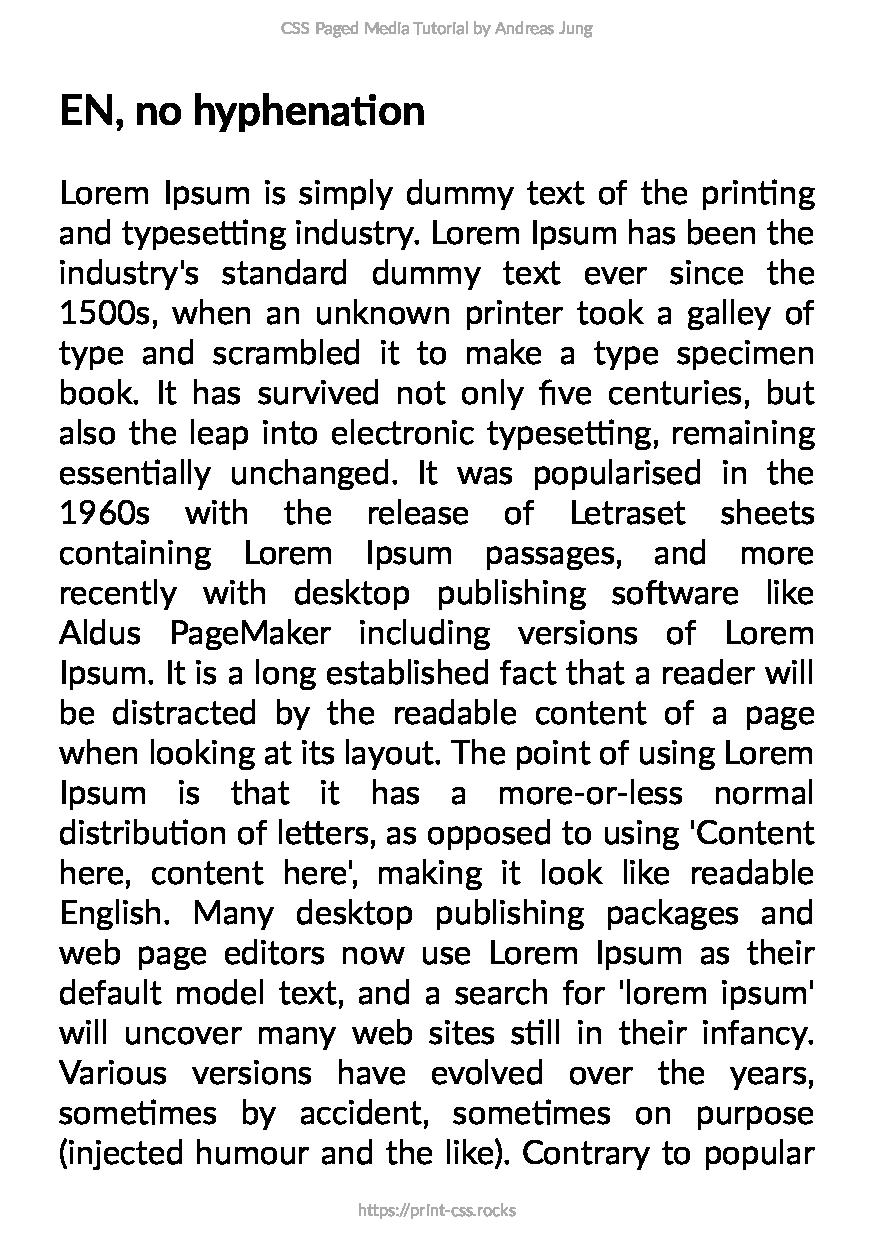 CSS Paged Media Tutorial by Andreas Jung
EN, no hyphenation
Lorem Ipsum is simply dummy text of the printing
and typesetting industry. Lorem Ipsum has been the
industry's standard dummy text ever since the
1500s, when an unknown printer took a galley of
type and scrambled it to make a type specimen
book. It has survived not only five centuries, but
also the leap into electronic typesetting, remaining
essentially unchanged. It was popularised in the
1960s with the release of Letraset sheets
containing Lorem Ipsum passages, and more
recently with desktop publishing software like
Aldus PageMaker including versions of Lorem
Ipsum. It is a long established fact that a reader will
be distracted by the readable content of a page
when looking at its layout. The point of using Lorem
Ipsum is that it has a more-or-less normal
distribution of letters, as opposed to using 'Content
here, content here', making it look like readable
English. Many desktop publishing packages and
web page editors now use Lorem Ipsum as their
default model text, and a search for 'lorem ipsum'
will uncover many web sites still in their infancy.
Various versions have evolved over the years,
sometimes by accident, sometimes on purpose
(injected humour and the like). Contrary to popular
https://print-css.rocks